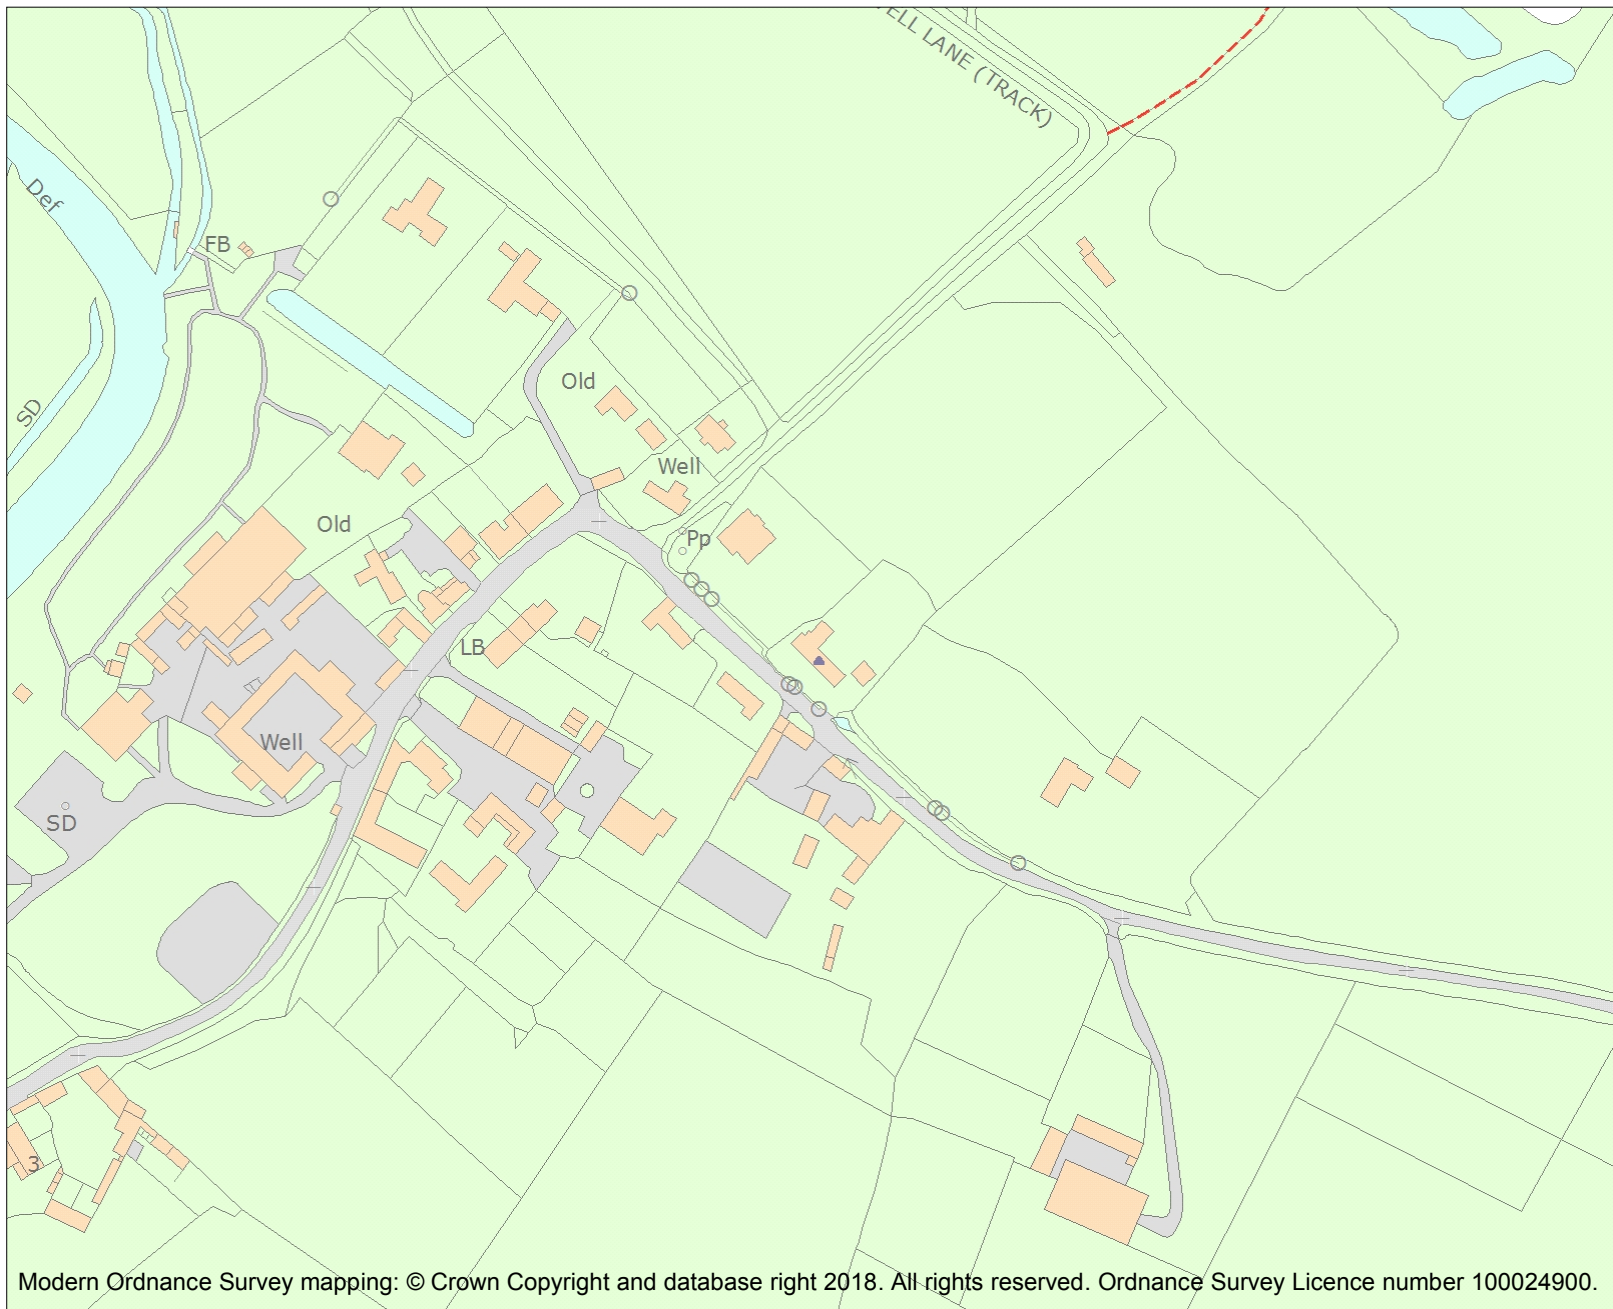 ELL LANE (TRACK)
Def
FB
Old
SD
Well
Old
Pp
LB
Well
SD
3
Modern Ordnance Survey mapping: © Crown Copyright and database right 2018. All rights reserved. Ordnance Survey Licence number 100024900.